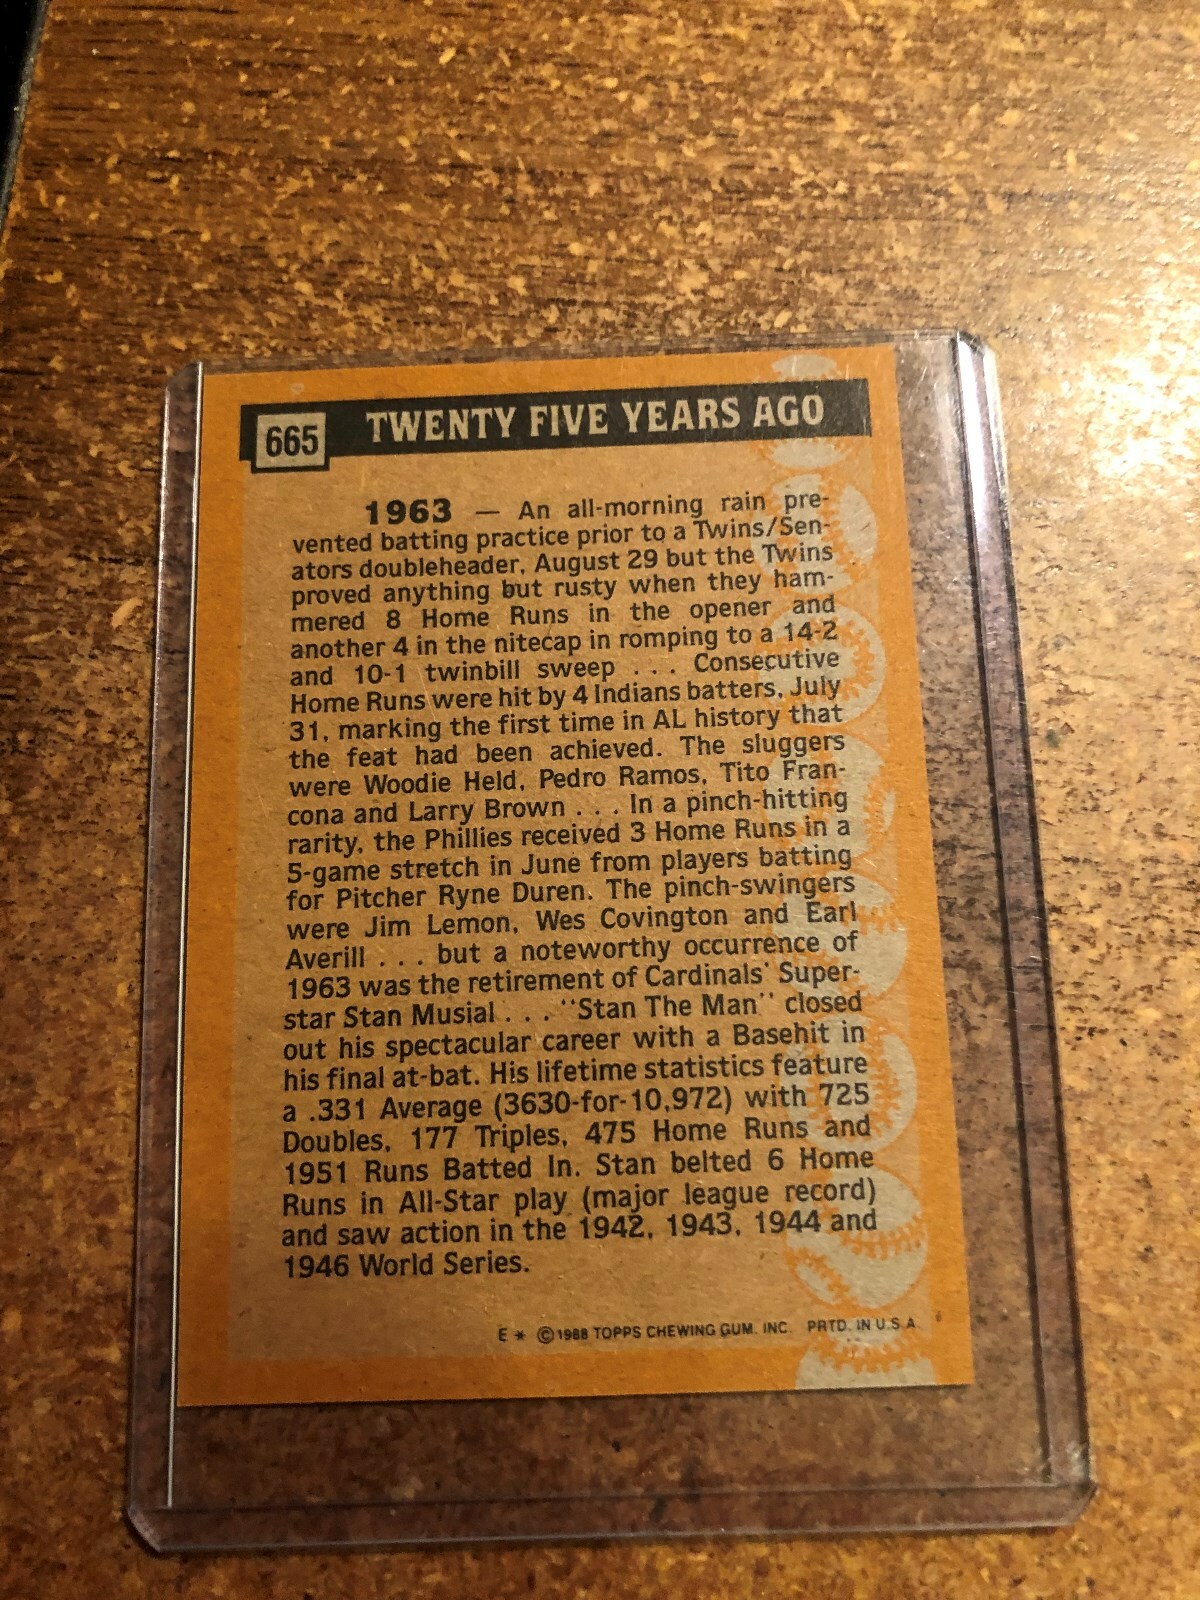 665 TWENTY FIVE YEARS AGO
1963 — An all-morning rain pre-
vented batting practice prior to a Twins/Sen-
ators doubleheader, August 29 but the Twins
proved anything but rusty when they ham-
mered 8 Home Runs in the opener and
another 4 in the nitecap in romping to a 14-2
and 10-1 twinbill sweep . . . Consecutive
Home Runs were hit by 4 Indians batters, July
31, marking the first time in AL history that
the feat had been achieved. The sluggers
were Woodie Held, Pedro Ramos, Tito Fran-
cona and Larry Brown . . . In a pinch-hitting
rarity, the Phillies received 3 Home Runs in a
5-game stretch in June from players batting
for Pitcher Ryne Duren. The pinch-swingers
were Jim Lemon, Wes Covington and Earl
Averill . . . but a noteworthy occurrence of
1963 was the retirement of Cardinals' Super-
star Stan Musial . . . "Stan The Man" closed
out his spectacular career with a Basehit in
his final at-bat. His lifetime statistics feature
a .331 Average (3630-for-10,972) with 725
Doubles, 177 Triples, 475 Home Runs and
1951 Runs Batted In. Stan belted 6 Home
Runs in All-Star play (major league record)
and saw action in the 1942, 1943, 1944 and
1946 World Series.
E * © 1988 TOPPS CHEWING GUM, INC. PRTD. IN U.S.A.